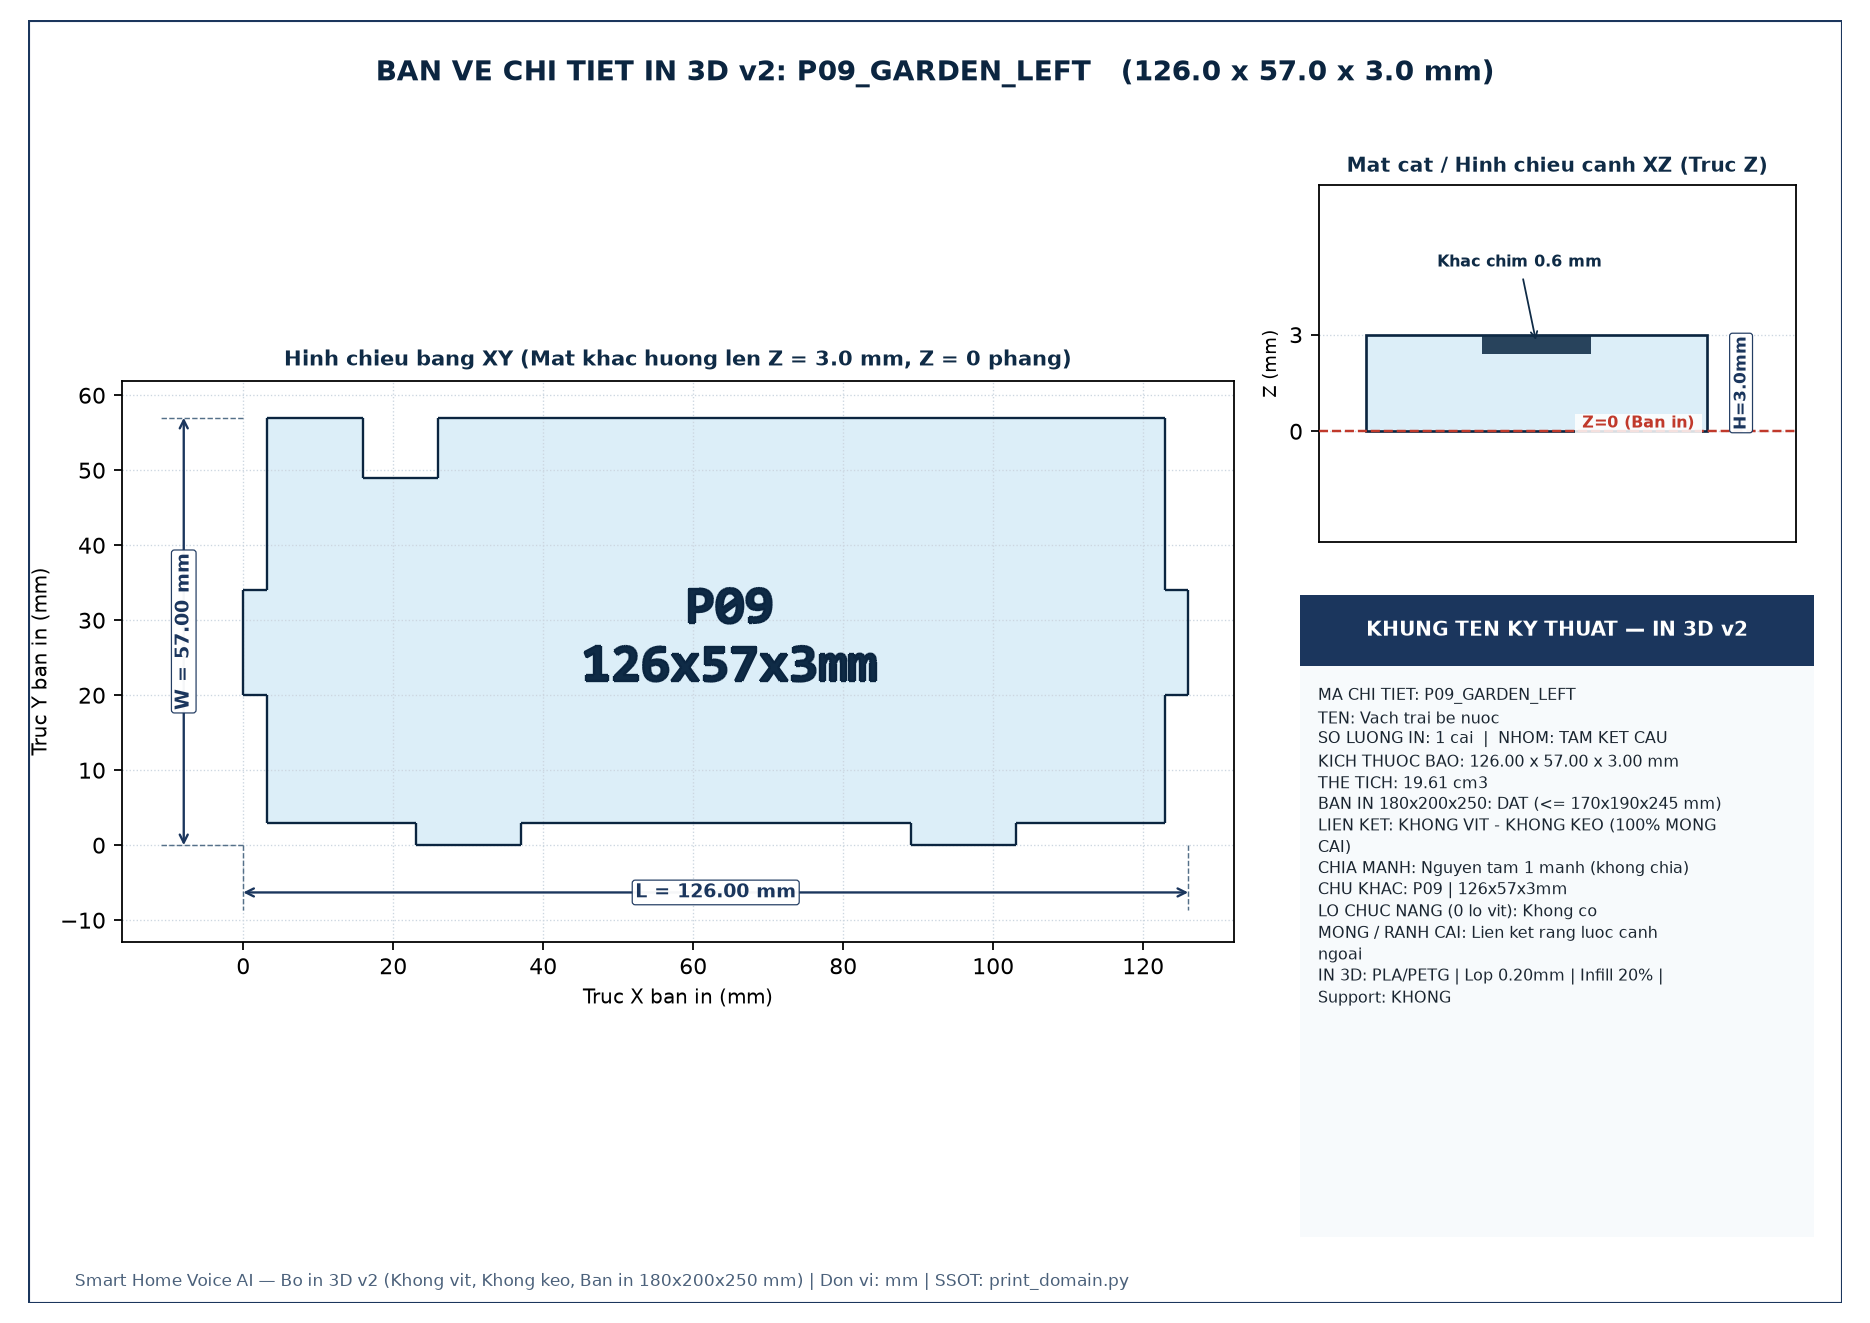 BAN VE CHI TIET IN 3D v2: P09_GARDEN_LEFT (126.0 x 57.0 x 3.0 mm)
Hinh chieu bang XY (Mat khac huong len Z = 3.0 mm, Z = 0 phang)
60
50
40
30
20
10
0
−10
Truc Y ban in (mm)
W = 57.00 mm
P09
126x57x3mm
L = 126.00 mm
0 20 40 60 80 100 120
Truc X ban in (mm)
Mat cat / Hinh chieu canh XZ (Truc Z)
Khac chim 0.6 mm
3
0
Z (mm)
Z=0 (Ban in)
H=3.0mm
KHUNG TEN KY THUAT — IN 3D v2
MA CHI TIET: P09_GARDEN_LEFT
TEN: Vach trai be nuoc
SO LUONG IN: 1 cai | NHOM: TAM KET CAU
KICH THUOC BAO: 126.00 x 57.00 x 3.00 mm
THE TICH: 19.61 cm3
BAN IN 180x200x250: DAT (<= 170x190x245 mm)
LIEN KET: KHONG VIT - KHONG KEO (100% MONG
CAI)
CHIA MANH: Nguyen tam 1 manh (khong chia)
CHU KHAC: P09 | 126x57x3mm
LO CHUC NANG (0 lo vit): Khong co
MONG / RANH CAI: Lien ket rang luoc canh
ngoai
IN 3D: PLA/PETG | Lop 0.20mm | Infill 20% |
Support: KHONG
Smart Home Voice AI — Bo in 3D v2 (Khong vit, Khong keo, Ban in 180x200x250 mm) | Don vi: mm | SSOT: print_domain.py